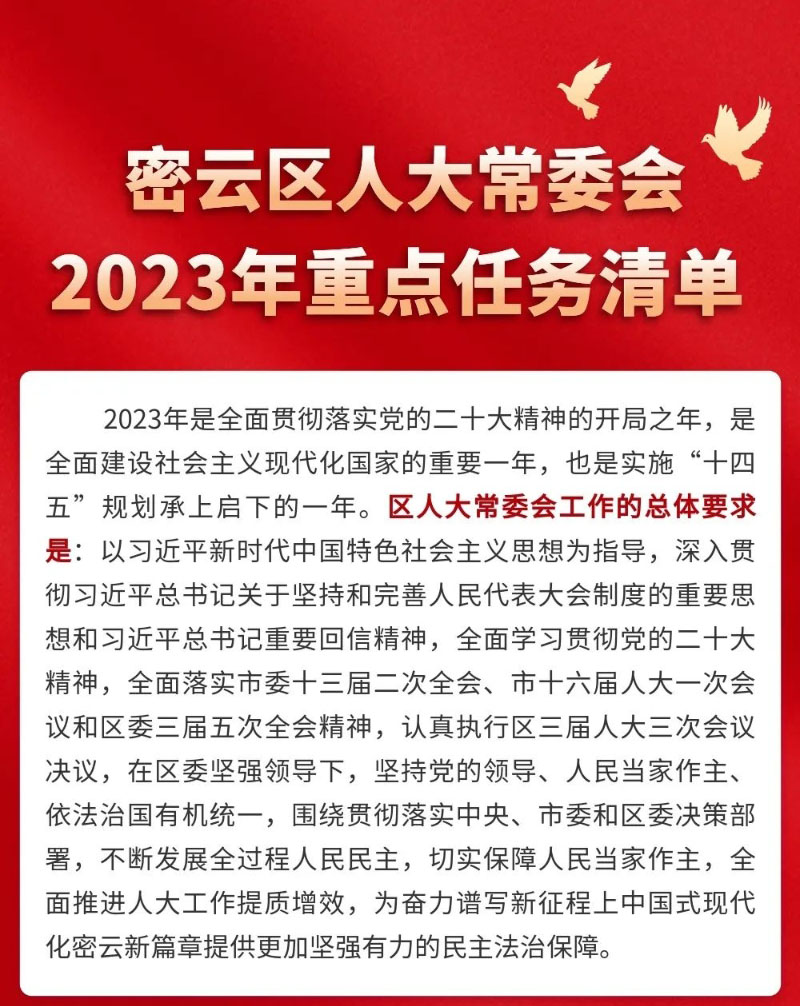 密云区人大常委会
2023年重点任务清单
2023年是全面贯彻落实党的二十大精神的开局之年，是
全面建设社会主义现代化国家的重要一年，也是实施“十四
五”规划承上启下的一年。区人大常委会工作的总体要求
是：以习近平新时代中国特色社会主义思想为指导，深入贯
彻习近平总书记关于坚持和完善人民代表大会制度的重要思
想和习近平总书记重要回信精神，全面学习贯彻党的二十大
精神，全面落实市委十三届二次全会、市十六届人大一次会
议和区委三届五次全会精神，认真执行区三届人大三次会议
决议，在区委坚强领导下，坚持党的领导、人民当家作主、
依法治国有机统一，围绕贯彻落实中央、市委和区委决策部
署，不断发展全过程人民民主，切实保障人民当家作主，全
面推进人大工作提质增效，为奋力谱写新征程上中国式现代
化密云新篇章提供更加坚强有力的民主法治保障。